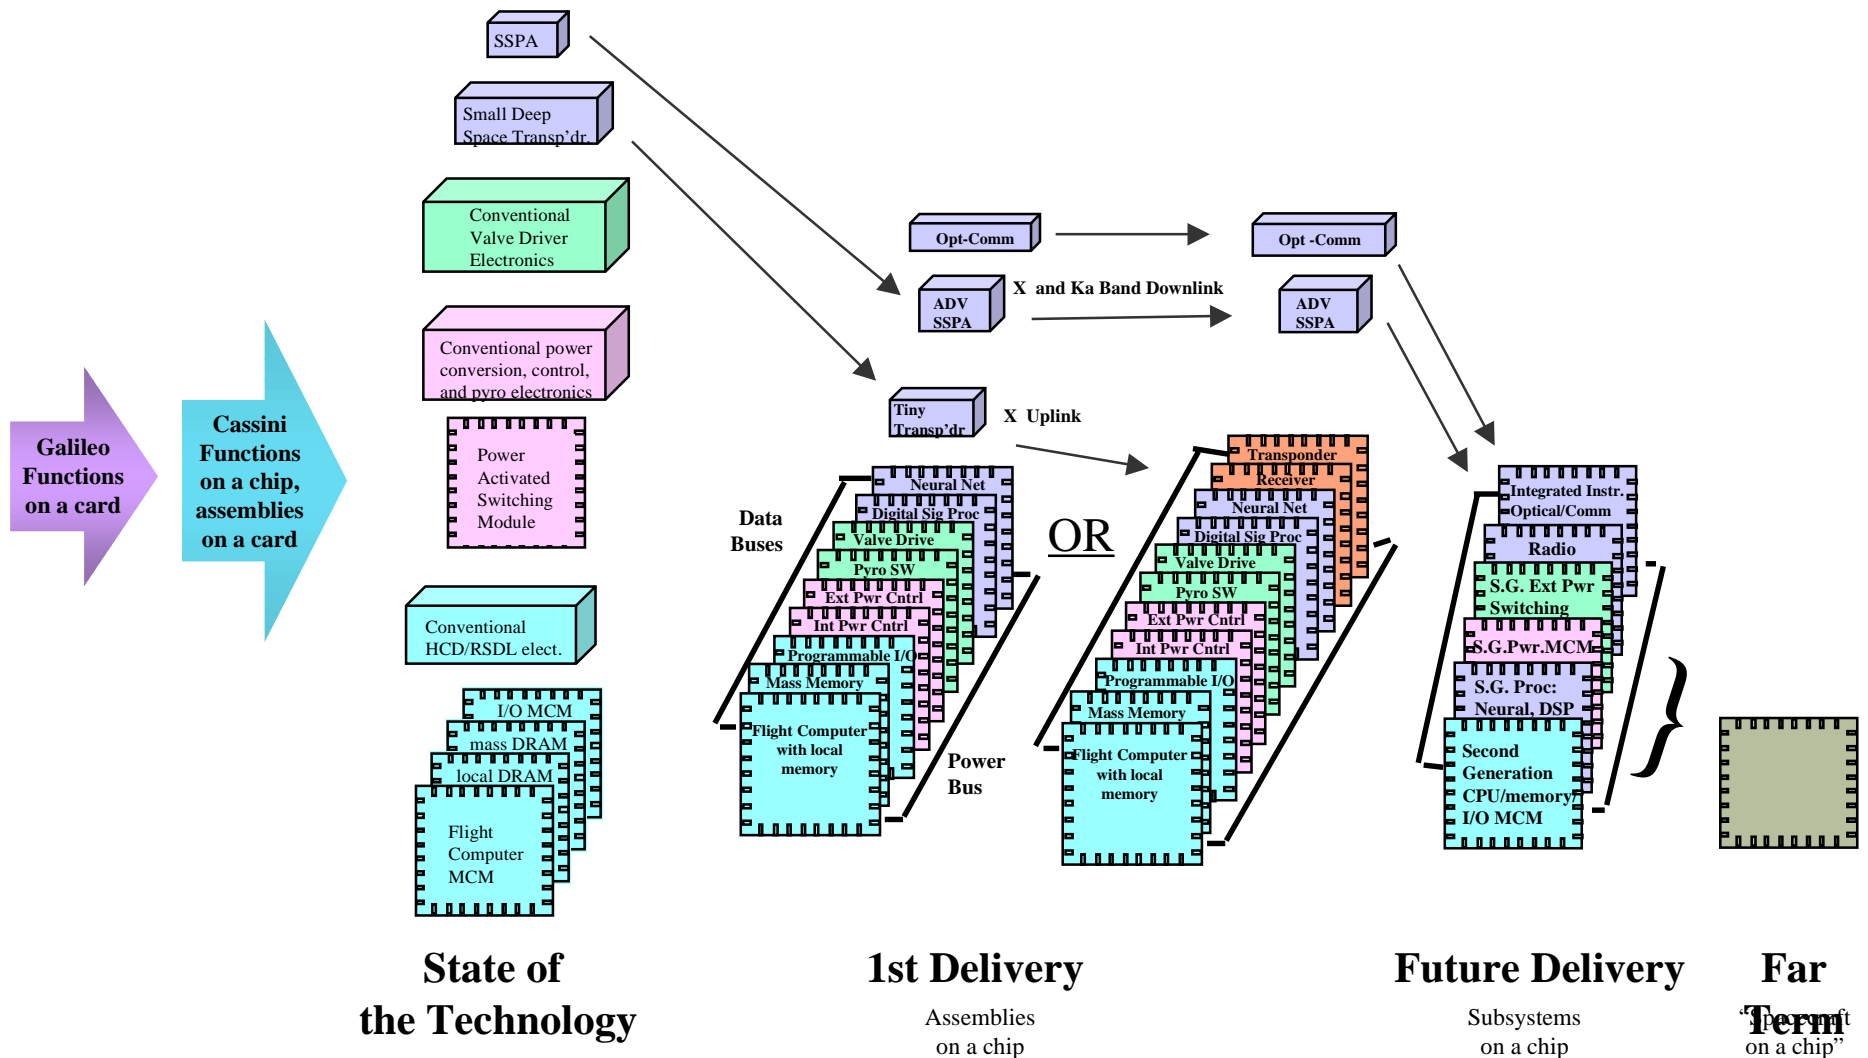 Galileo
Functions
on a card
Cassini
Functions
on a chip,
assemblies
on a card
SSPA
Small Deep
Space Transp’dr.
Conventional
Valve Driver
Electronics
Conventional power
conversion, control,
and pyro electronics
Power
Activated
Switching
Module
Conventional
HCD/RSDL elect.
I/O MCM
mass DRAM
local DRAM
Flight
Computer
MCM
State of
the Technology
Opt-Comm
ADV
SSPA
X and Ka Band Downlink
Tiny
Transp’dr
X Uplink
Data
Buses
Neural Net
Digital Sig Proc
Valve Drive
Pyro SW
Ext Pwr Cntrl
Int Pwr Cntrl
Programmable I/O
Mass Memory
Flight Computer
with local
memory
Power
Bus
OR
Transponder
Receiver
Neural Net
Digital Sig Proc
Valve Drive
Pyro SW
Ext Pwr Cntrl
Int Pwr Cntrl
Programmable I/O
Mass Memory
Flight Computer
with local
memory
1st Delivery
Assemblies
on a chip
Opt -Comm
ADV
SSPA
Integrated Instr.
Optical/Comm
Radio
S.G. Ext Pwr
Switching
S.G.Pwr.MCM
S.G. Proc:
Neural, DSP
Second
Generation
CPU/memory/
I/O MCM
}
Future Delivery
Subsystems
on a chip
Far
Term
“Spacecraft
on a chip”